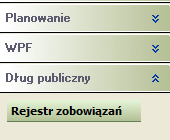 Planowanie
WPF
Dług publiczny
Rejestr zobowiązań